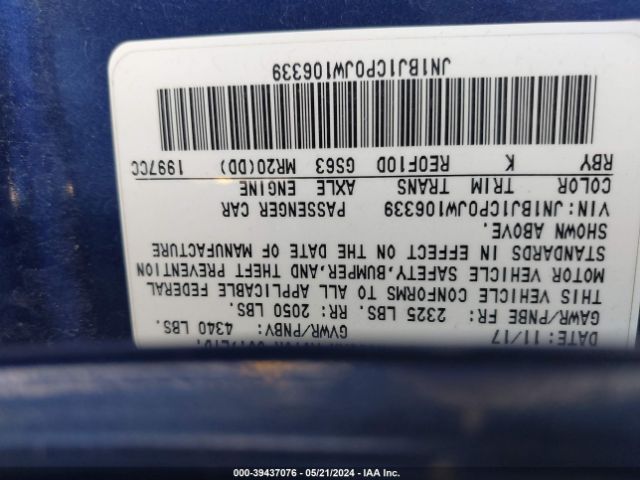 DATE: 11/17
GVWR/PNBV: 4340 LBS.
GAWR/PNBE FR: 2325 LBS. RR: 2050 LBS.
THIS VEHICLE CONFORMS TO ALL APPLICABLE FEDERAL
MOTOR VEHICLE SAFETY,BUMPER,AND THEFT PREVENTION
STANDARDS IN EFFECT ON THE DATE OF MANUFACTURE
SHOWN ABOVE.
VIN:JN1BJ1CP0JW106339 PASSENGER CAR
COLOR TRIM TRANS AXLE ENGINE
RBY K RE0F10D GS63 MR20(DD) 1997CC
JN1BJ1CP0JW106339
000-39437076 - 05/21/2024 - IAA Inc.